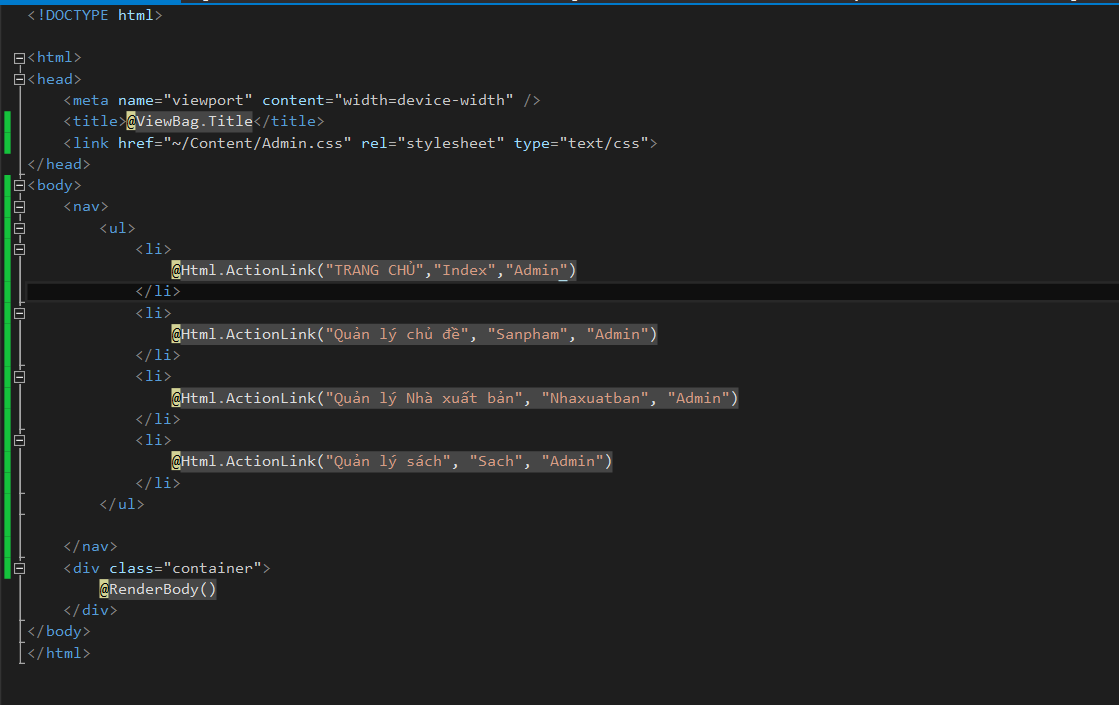 <!DOCTYPE html>
<html>
<head>
<meta name="viewport" content="width=device-width" />
<title>@ViewBag.Title</title>
<link href="~/Content/Admin.css" rel="stylesheet" type="text/css">
</head>
<body>
<nav>
<ul>
<li>
@Html.ActionLink("TRANG CHỦ","Index","Admin")
</li>
<li>
@Html.ActionLink("Quản lý chủ đề", "Sanpham", "Admin")
</li>
<li>
@Html.ActionLink("Quản lý Nhà xuất bản", "Nhaxuatban", "Admin")
</li>
<li>
@Html.ActionLink("Quản lý sách", "Sach", "Admin")
</li>
</ul>
</nav>
<div class="container">
@RenderBody()
</div>
</body>
</html>